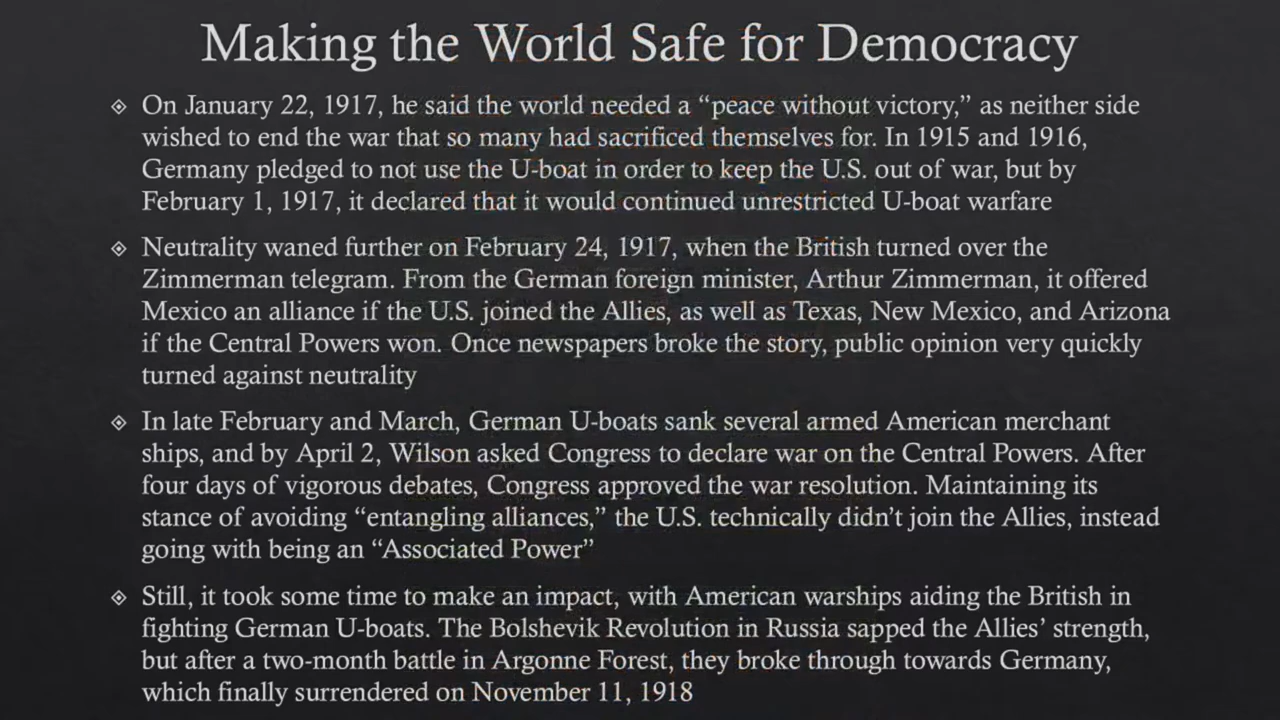 Making the World Safe for Democracy
On January 22, 1917, he said the world needed a “peace without victory,” as neither side
wished to end the war that so many had sacrificed themselves for. In 1915 and 1916,
Germany pledged to not use the U-boat in order to keep the U.S. out of war, but by
February 1, 1917, it declared that it would continued unrestricted U-boat warfare
Neutrality waned further on February 24, 1917, when the British turned over the
Zimmerman telegram. From the German foreign minister, Arthur Zimmerman, it offered
Mexico an alliance if the U.S. joined the Allies, as well as Texas, New Mexico, and Arizona
if the Central Powers won. Once newspapers broke the story, public opinion very quickly
turned against neutrality
In late February and March, German U-boats sank several armed American merchant
ships, and by April 2, Wilson asked Congress to declare war on the Central Powers. After
four days of vigorous debates, Congress approved the war resolution. Maintaining its
stance of avoiding “entangling alliances,” the U.S. technically didn’t join the Allies, instead
going with being an “Associated Power”
Still, it took some time to make an impact, with American warships aiding the British in
fighting German U-boats. The Bolshevik Revolution in Russia sapped the Allies’ strength,
but after a two-month battle in Argonne Forest, they broke through towards Germany,
which finally surrendered on November 11, 1918